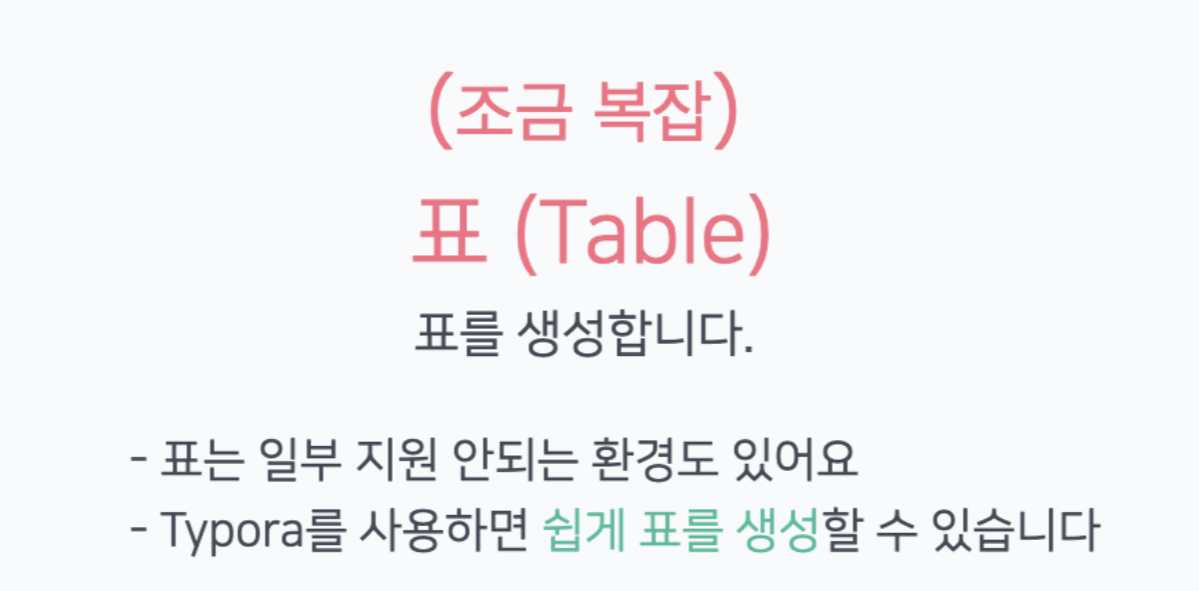 (조금 복잡)
표 (Table)
표를 생성합니다.
- 표는 일부 지원 안되는 환경도 있어요
- Typora를 사용하면 쉽게 표를 생성할 수 있습니다